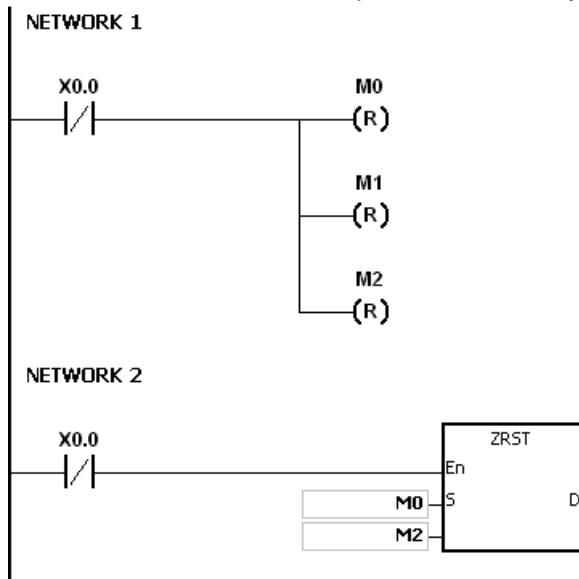 NETWORK 1
X0.0
M0
(R)
M1
(R)
M2
(R)
NETWORK 2
X0.0
ZRST
En
M0 S D
M2